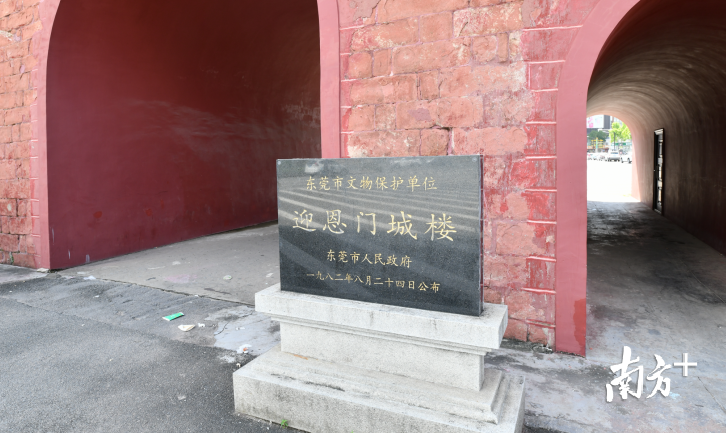 东莞市文物保护单位
迎恩门城楼
东莞市人民政府
一九八二年八月二十四日公布
南方+